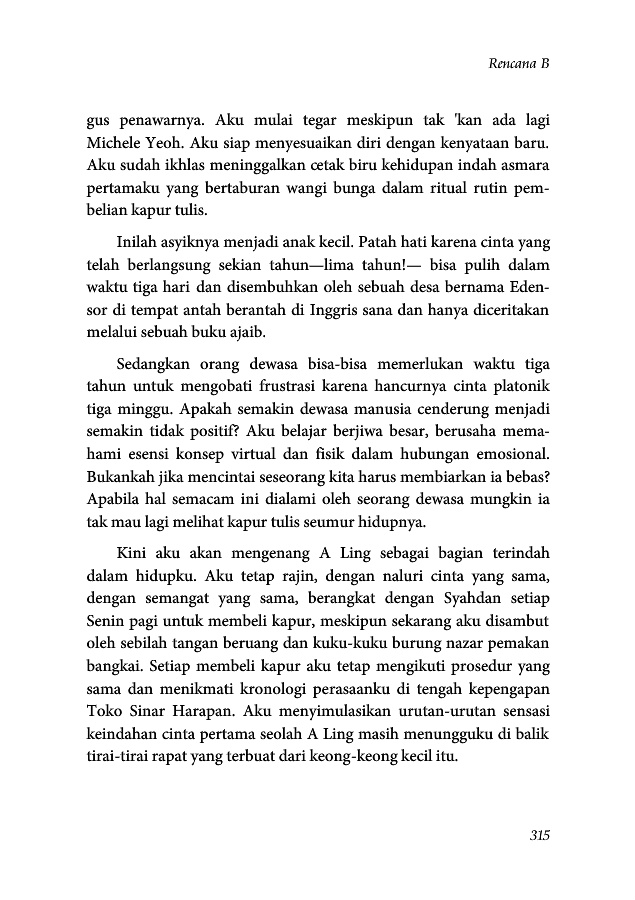 Rencana B
gus penawarnya. Aku mulai tegar meskipun tak 'kan ada lagi
Michele Yeoh. Aku siap menyesuaikan diri dengan kenyataan baru.
Aku sudah ikhlas meninggalkan cetak biru kehidupan indah asmara
pertamaku yang bertaburan wangi bunga dalam ritual rutin pem-
belian kapur tulis.
Inilah asyiknya menjadi anak kecil. Patah hati karena cinta yang
telah berlangsung sekian tahun—lima tahun!— bisa pulih dalam
waktu tiga hari dan disembuhkan oleh sebuah desa bernama Eden-
sor di tempat antah berantah di Inggris sana dan hanya diceritakan
melalui sebuah buku ajaib.
Sedangkan orang dewasa bisa-bisa memerlukan waktu tiga
tahun untuk mengobati frustrasi karena hancurnya cinta platonik
tiga minggu. Apakah semakin dewasa manusia cenderung menjadi
semakin tidak positif? Aku belajar berjiwa besar, berusaha mema-
hami esensi konsep virtual dan fisik dalam hubungan emosional.
Bukankah jika mencintai seseorang kita harus membiarkan ia bebas?
Apabila hal semacam ini dialami oleh seorang dewasa mungkin ia
tak mau lagi melihat kapur tulis seumur hidupnya.
Kini aku akan mengenang A Ling sebagai bagian terindah
dalam hidupku. Aku tetap rajin, dengan naluri cinta yang sama,
dengan semangat yang sama, berangkat dengan Syahdan setiap
Senin pagi untuk membeli kapur, meskipun sekarang aku disambut
oleh sebilah tangan beruang dan kuku-kuku burung nazar pemakan
bangkai. Setiap membeli kapur aku tetap mengikuti prosedur yang
sama dan menikmati kronologi perasaanku di tengah kepengapan
Toko Sinar Harapan. Aku menyimulasikan urutan-urutan sensasi
keindahan cinta pertama seolah A Ling masih menungguku di balik
tirai-tirai rapat yang terbuat dari keong-keong kecil itu.
315